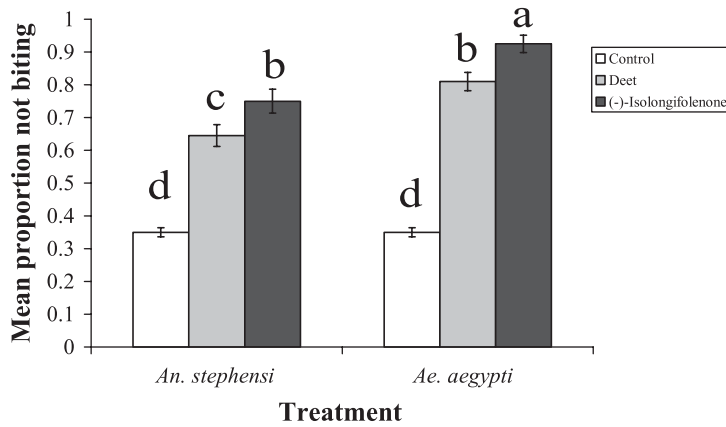 Mean proportion not biting
1
0.9
0.8
0.7
0.6
0.5
0.4
0.3
0.2
0.1
0
d
c
b
d
b
a
An. stephensi
Ae. aegypti
Treatment
Control
Deet
(-)-Isolongifolenone